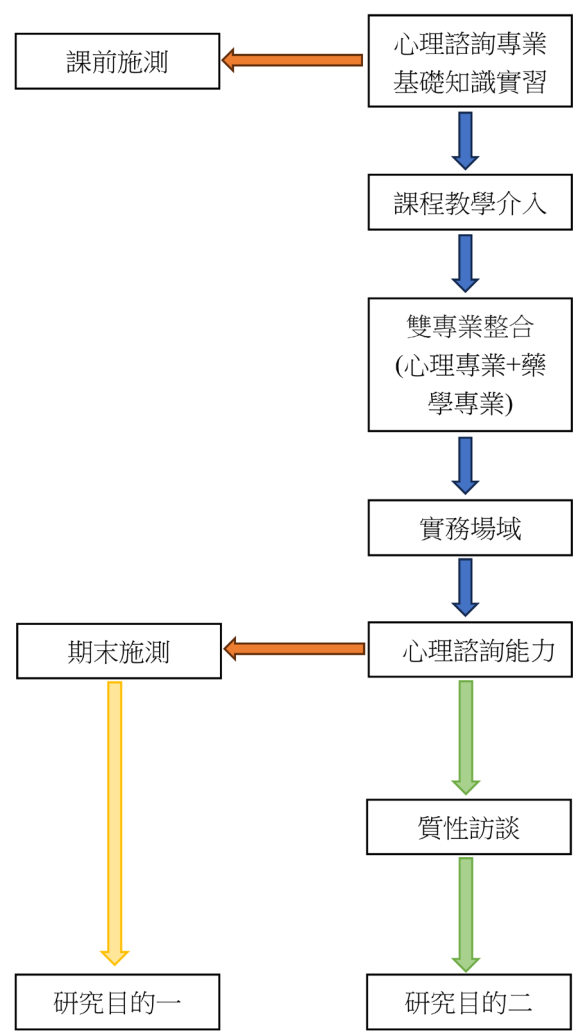 課前施測
心理諮詢專業
基礎知識實習
課程教學介入
雙專業整合
(心理專業+藥
學專業)
實務場域
期末施測
心理諮詢能力
質性訪談
研究目的一
研究目的二